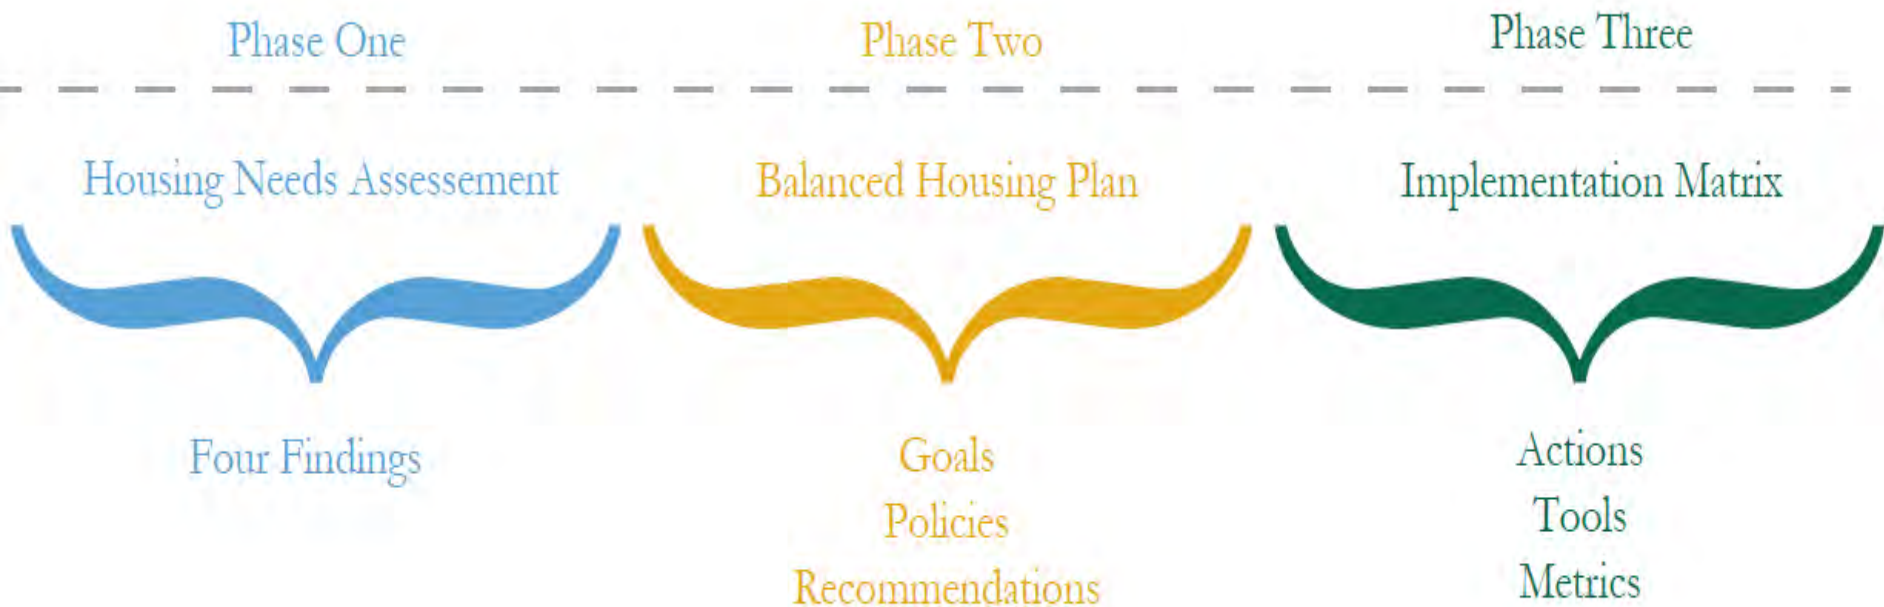 Phase One
Phase Two
Phase Three
Housing Needs Assessement
Balanced Housing Plan
Implementation Matrix
Four Findings
Goals
Policies
Recommendations
Actions
Tools
Metrics